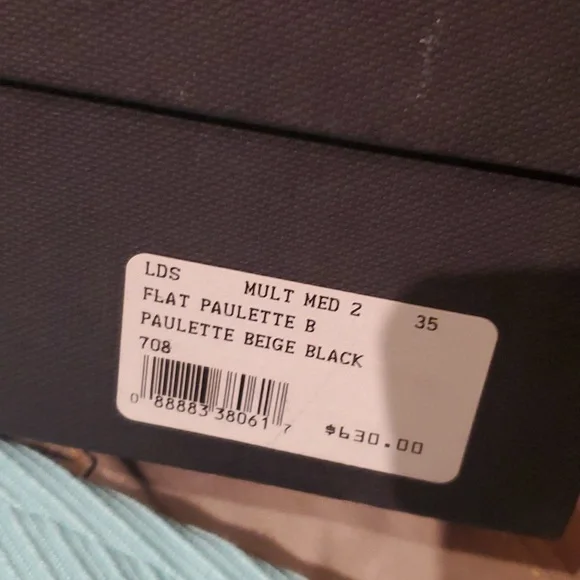 LDS MULT MED 2 35
FLAT PAULETTE B
PAULETTE BEIGE BLACK
708
0 88883 38061 7 $630.00